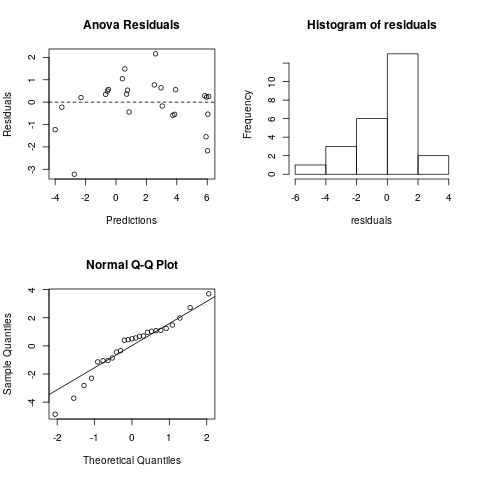 Anova Residuals
Residuals
2
1
0
-1
-2
-3
-4 -2 0 2 4 6
Predictions
Histogram of residuals
Frequency
10
8
6
4
2
0
-6 -4 -2 0 2 4
residuals
Normal Q-Q Plot
Sample Quantiles
4
2
0
-2
-4
-2 -1 0 1 2
Theoretical Quantiles